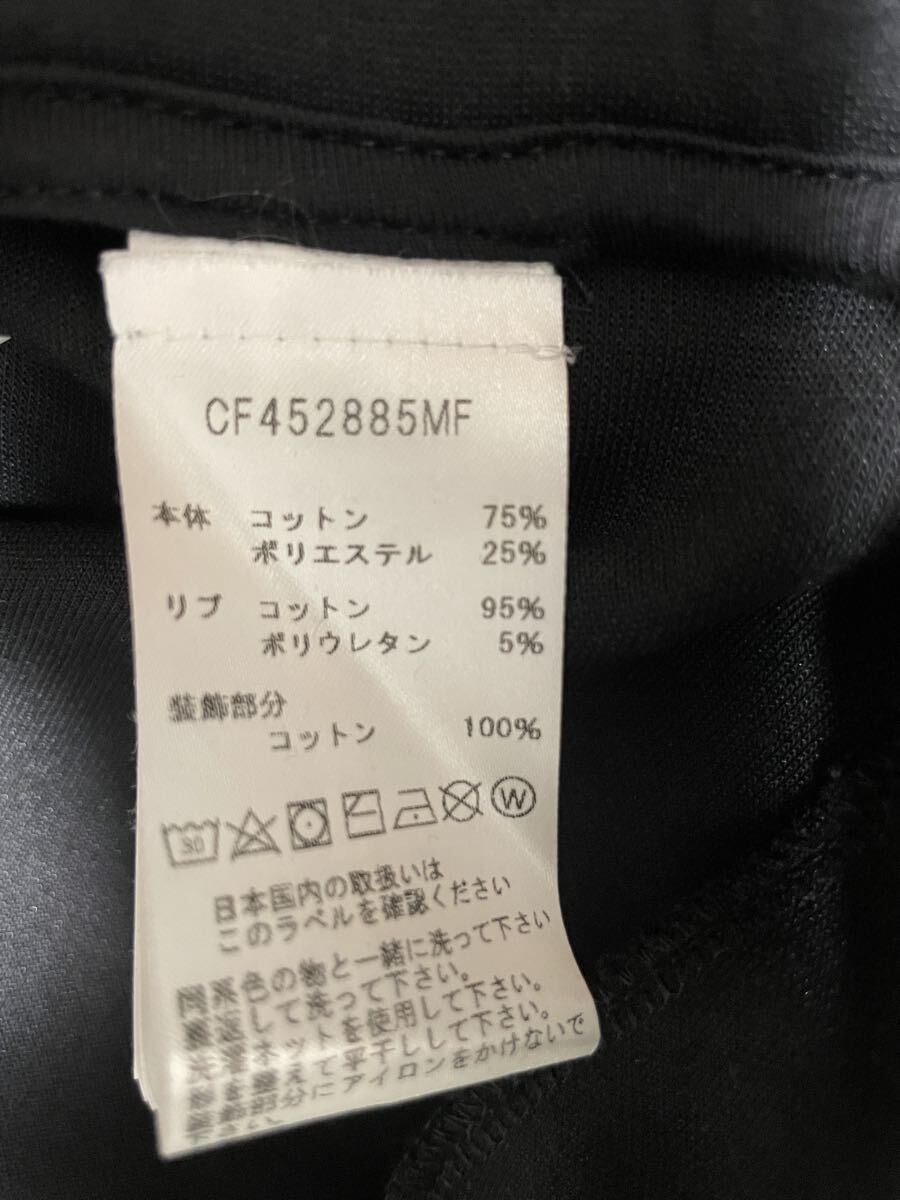 CF452885MF
本体 コットン 75%
ポリエステル 25%
リブ コットン 95%
ポリウレタン 5%
装飾部分
コットン 100%
30 W
日本国内の取扱いは
このラベルを確認ください
同系色の物と一緒に洗って下さい
裏返して洗って下さい。
洗濯ネットを使用して下さい。
形を整えて平干しして下さい。
装飾部分にアイロンをかけないで
下さい。